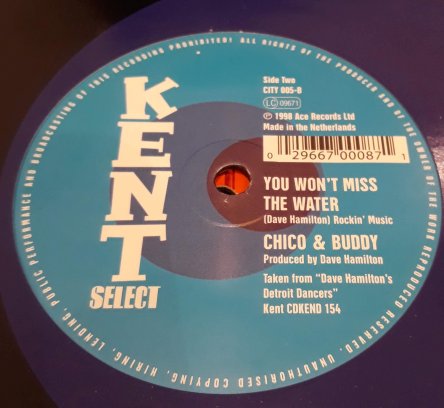 KENT
SELECT
Side Two
CITY 005-B
LC 09671
℗ 1998 Ace Records Ltd
Made in the Netherlands
0 29667 00087 1
YOU WON'T MISS
THE WATER
(Dave Hamilton) Rockin' Music
CHICO & BUDDY
Produced by Dave Hamilton
Taken from "Dave Hamilton's
Detroit Dancers"
Kent CDKEND 154
ALL RIGHTS OF THE PRODUCER AND OF THE OWNER OF THE WORK REPRODUCED RESERVED. UNAUTHORISED COPYING, HIRING, LENDING, PUBLIC PERFORMANCE AND BROADCASTING OF THIS RECORDING PROHIBITED!